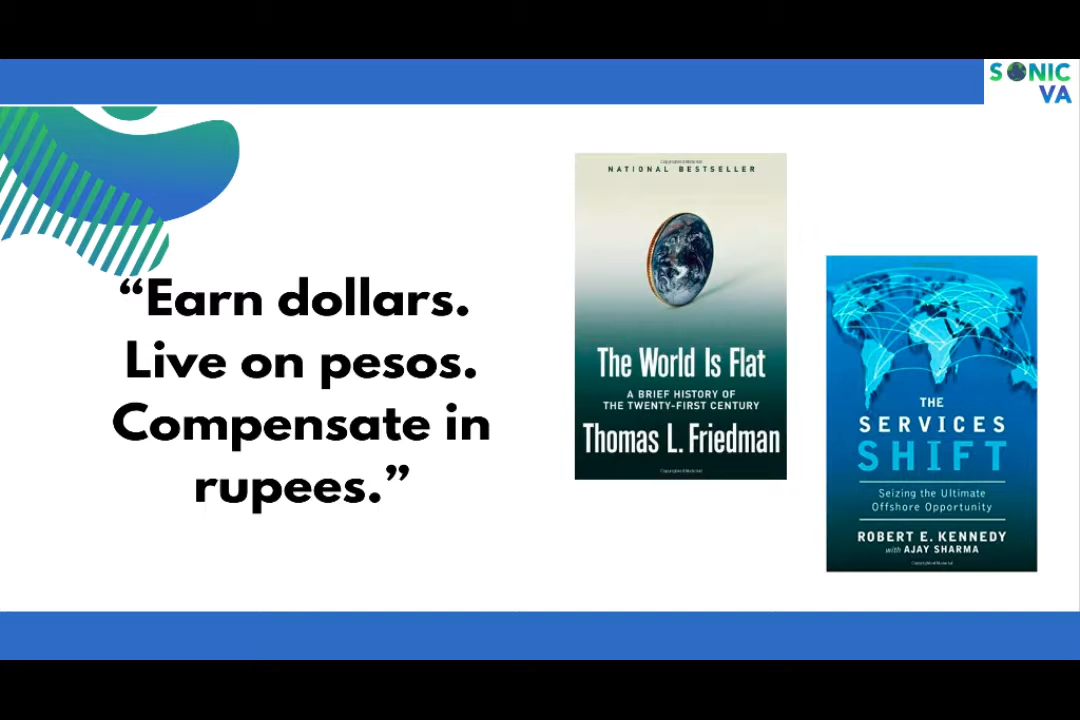 SONIC
VA
“Earn dollars.
Live on pesos.
Compensate in
rupees.”
NATIONAL BESTSELLER
The World Is Flat
A BRIEF HISTORY OF
THE TWENTY-FIRST CENTURY
Thomas L. Friedman
THE
SERVICES
SHIFT
Seizing the Ultimate
Offshore Opportunity
ROBERT E. KENNEDY
with AJAY SHARMA